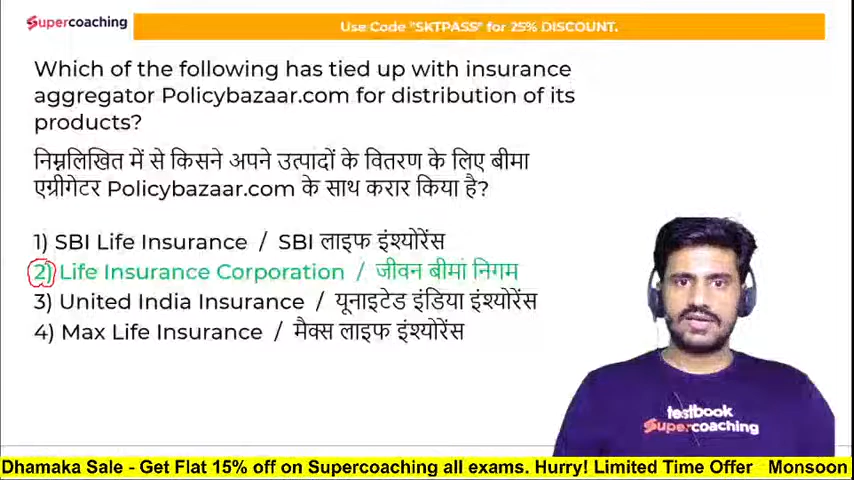 Supercoaching
Use Code "SKTPASS" for 25% DISCOUNT.
Which of the following has tied up with insurance
aggregator Policybazaar.com for distribution of its
products?
निम्नलिखित में से किसने अपने उत्पादों के वितरण के लिए बीमा
एग्रीगेटर Policybazaar.com के साथ करार किया है?
1) SBI Life Insurance / SBI लाइफ इंश्योरेंस
2) Life Insurance Corporation / जीवन बीमा निगम
3) United India Insurance / यूनाइटेड इंडिया इंश्योरेंस
4) Max Life Insurance / मैक्स लाइफ इंश्योरेंस
testbook
Supercoaching
Dhamaka Sale - Get Flat 15% off on Supercoaching all exams. Hurry! Limited Time Offer Monsoon